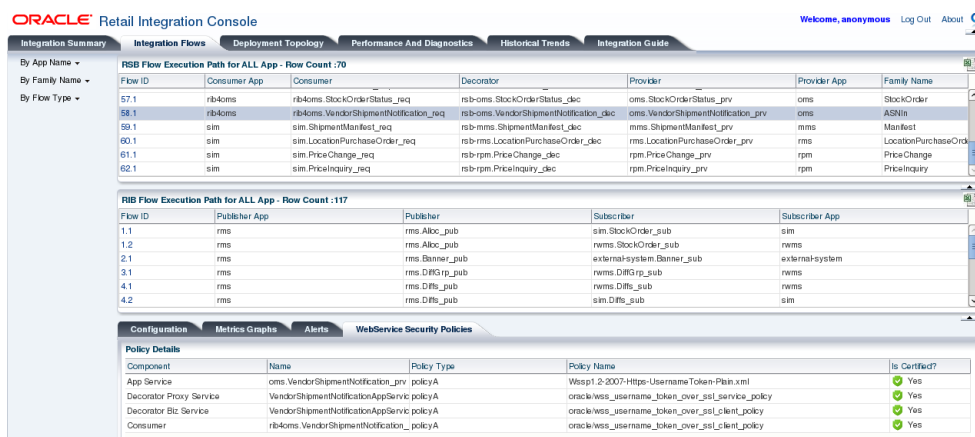 ORACLE Retail Integration Console
Welcome, anonymous Log Out About
Integration Summary Integration Flows Deployment Topology Performance And Diagnostics Historical Trends Integration Guide
By App Name
By Family Name
By Flow Type
RSB Flow Execution Path for ALL App - Row Count :70
Flow ID Consumer App Consumer Decorator Provider Provider App Family Name
57.1 rib4oms rib4oms.StockOrderStatus_req rsb-oms.StockOrderStatus_dec oms.StockOrderStatus_prv oms StockOrder
58.1 rib4oms rib4oms.VendorShipmentNotification_req rsb-oms.VendorShipmentNotification_dec oms.VendorShipmentNotification_prv oms ASNIn
59.1 sim sim.ShipmentManifest_req rsb-mms.ShipmentManifest_dec mms.ShipmentManifest_prv mms Manifest
60.1 sim sim.LocationPurchaseOrder_req rsb-rms.LocationPurchaseOrder_dec rms.LocationPurchaseOrder_prv rms LocationPurchaseOrde
61.1 sim sim.PriceChange_req rsb-rpm.PriceChange_dec rpm.PriceChange_prv rpm PriceChange
62.1 sim sim.PriceInquiry_req rsb-rpm.PriceInquiry_dec rpm.PriceInquiry_prv rpm PriceInquiry
RIB Flow Execution Path for ALL App - Row Count :117
Flow ID Publisher App Publisher Subscriber Subscriber App
1.1 rms rms.Alloc_pub sim.StockOrder_sub sim
1.2 rms rms.Alloc_pub rwms.StockOrder_sub rwms
2.1 rms rms.Banner_pub external-system.Banner_sub external-system
3.1 rms rms.DiffGrp_pub rwms.DiffGrp_sub rwms
4.1 rms rms.Diffs_pub rwms.Diffs_sub rwms
4.2 rms rms.Diffs_pub sim.Diffs_sub sim
Configuration Metrics Graphs Alerts WebService Security Policies
Policy Details
Component Name Policy Type Policy Name Is Certified?
App Service oms.VendorShipmentNotification_prv policyA Wssp1.2-2007-Https-UsernameToken-Plain.xml Yes
Decorator Proxy Service VendorShipmentNotificationAppServic policyA oracle/wss_username_token_over_ssl_service_policy Yes
Decorator Biz Service VendorShipmentNotificationAppServic policyA oracle/wss_username_token_over_ssl_client_policy Yes
Consumer rib4oms.VendorShipmentNotification_ policyA oracle/wss_username_token_over_ssl_client_policy Yes